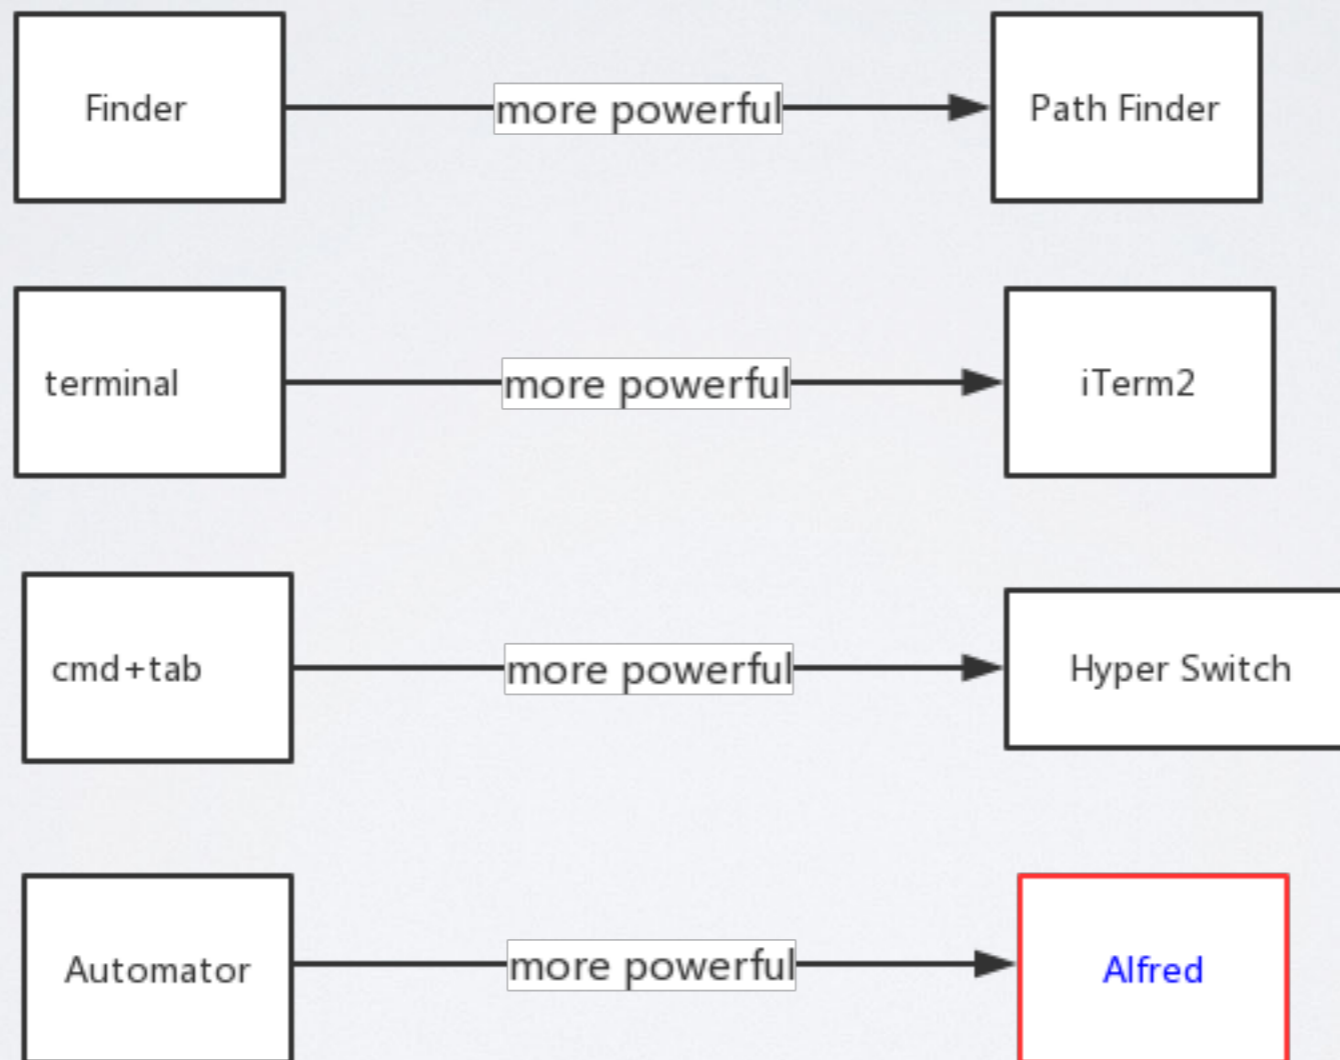 Finder
more powerful
Path Finder
terminal
more powerful
iTerm2
cmd+tab
more powerful
Hyper Switch
Automator
more powerful
Alfred